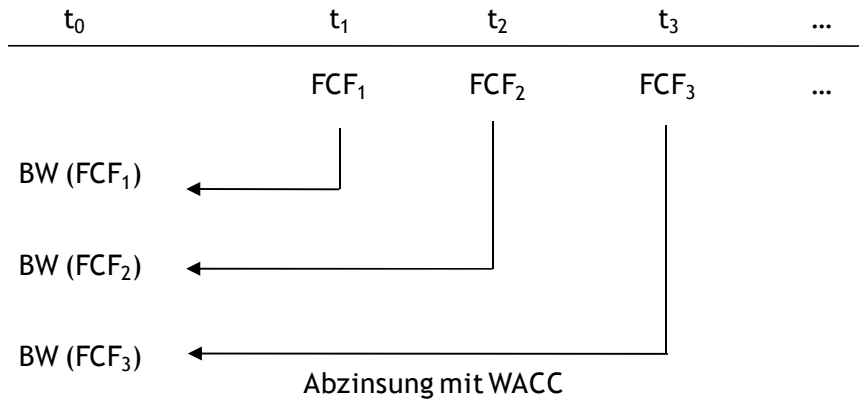 t₀ t₁ t₂ t₃ ...
FCF₁ FCF₂ FCF₃ ...
BW (FCF₁)
BW (FCF₂)
BW (FCF₃)
Abzinsung mit WACC